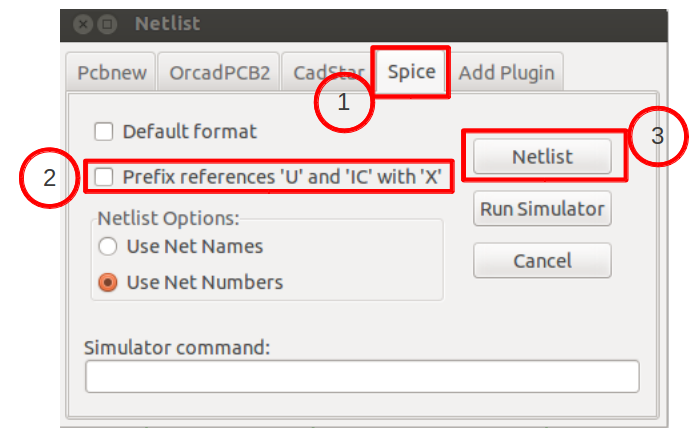 Netlist
Pcbnew OrcadPCB2 CadStar Spice Add Plugin
1
Default format
3
Netlist
2
Prefix references 'U' and 'IC' with 'X'
Run Simulator
Netlist Options:
Use Net Names
Cancel
Use Net Numbers
Simulator command: